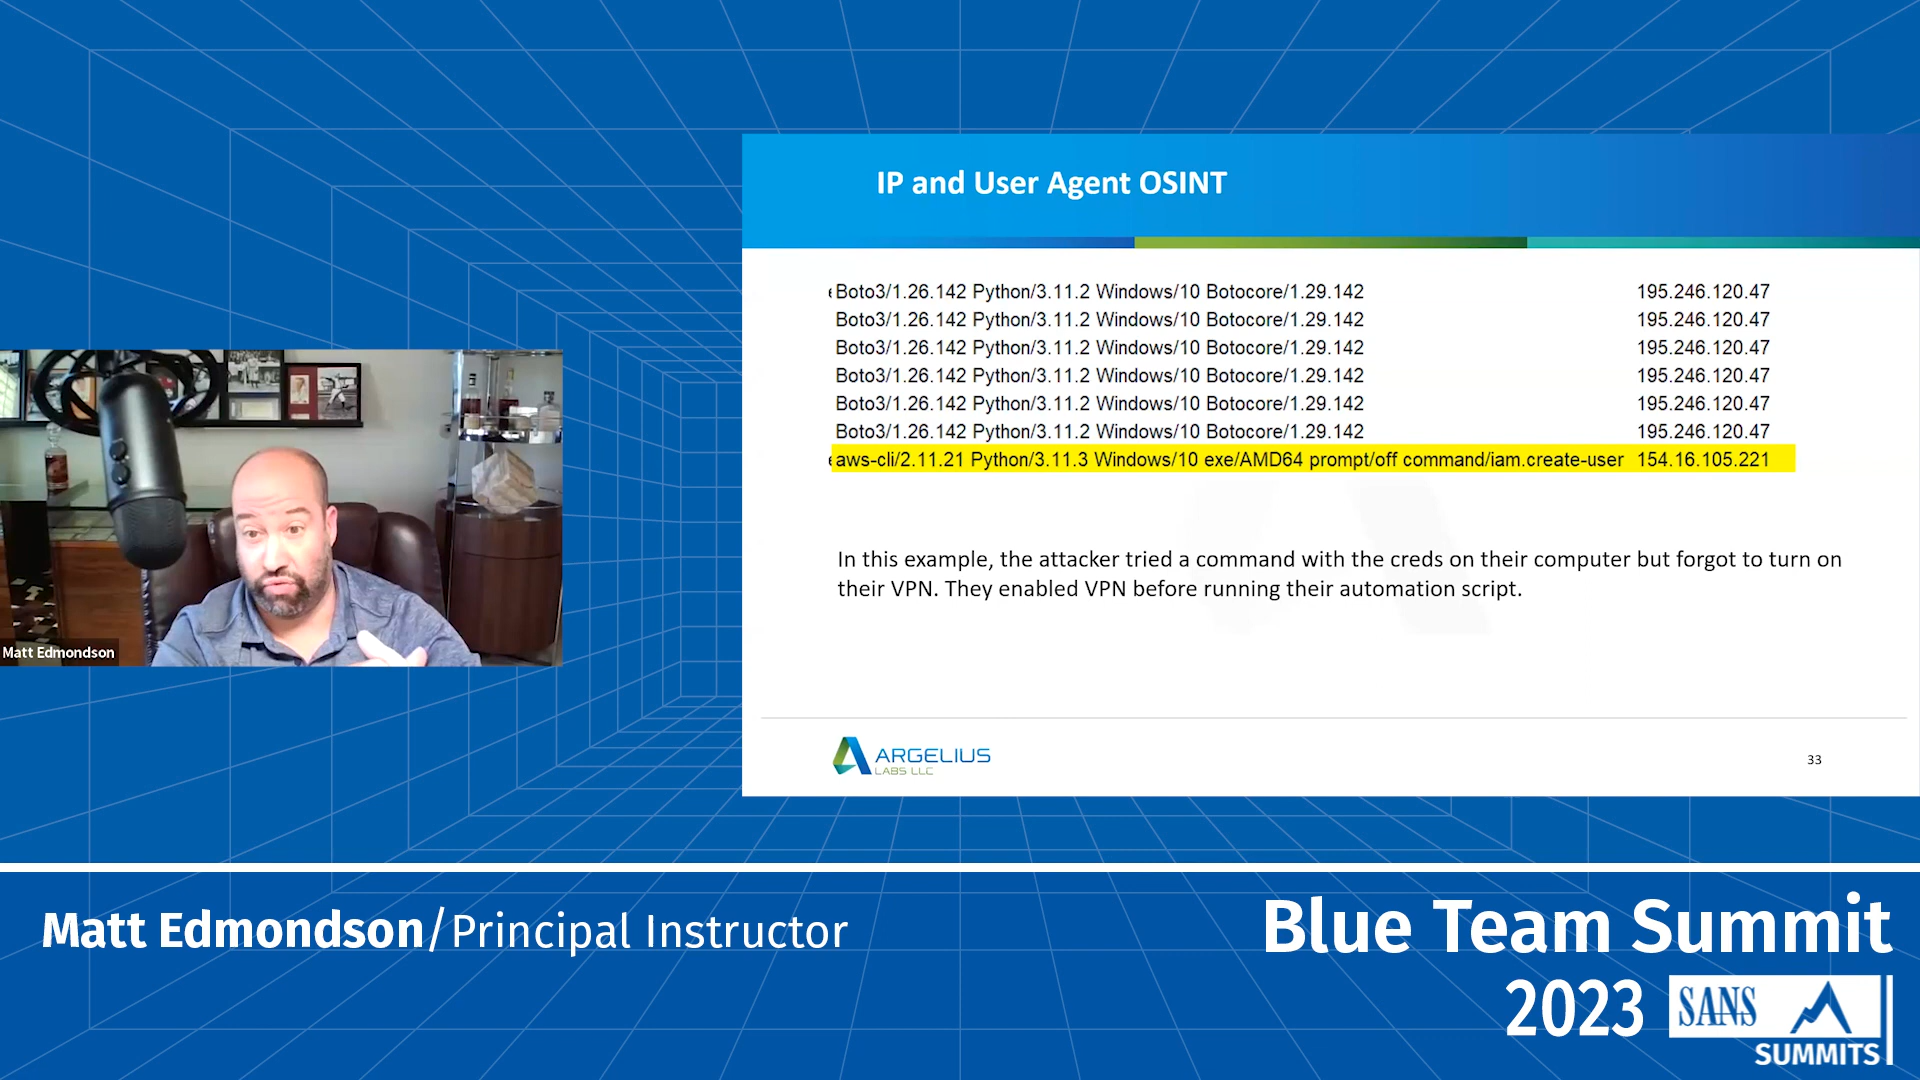 IP and User Agent OSINT
Boto3/1.26.142 Python/3.11.2 Windows/10 Botocore/1.29.142 195.246.120.47
Boto3/1.26.142 Python/3.11.2 Windows/10 Botocore/1.29.142 195.246.120.47
Boto3/1.26.142 Python/3.11.2 Windows/10 Botocore/1.29.142 195.246.120.47
Boto3/1.26.142 Python/3.11.2 Windows/10 Botocore/1.29.142 195.246.120.47
Boto3/1.26.142 Python/3.11.2 Windows/10 Botocore/1.29.142 195.246.120.47
Boto3/1.26.142 Python/3.11.2 Windows/10 Botocore/1.29.142 195.246.120.47
aws-cli/2.11.21 Python/3.11.3 Windows/10 exe/AMD64 prompt/off command/iam.create-user 154.16.105.221
In this example, the attacker tried a command with the creds on their computer but forgot to turn on
their VPN. They enabled VPN before running their automation script.
ARGELIUS
LABS LLC
33
Matt Edmondson
Matt Edmondson/Principal Instructor
Blue Team Summit
2023
SANS
SUMMITS